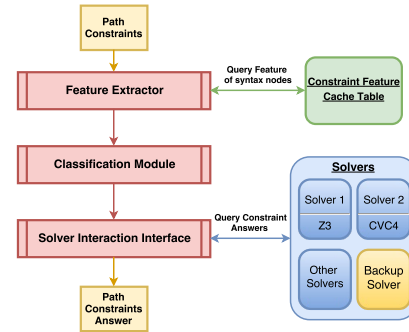 Path
Constraints
Feature Extractor
Query Feature
of syntax nodes
Constraint Feature
Cache Table
Classification Module
Solver Interaction Interface
Query Constraint
Answers
Solvers
Solver 1
Z3
Solver 2
CVC4
Other
Solvers
Backup
Solver
Path
Constraints
Answer